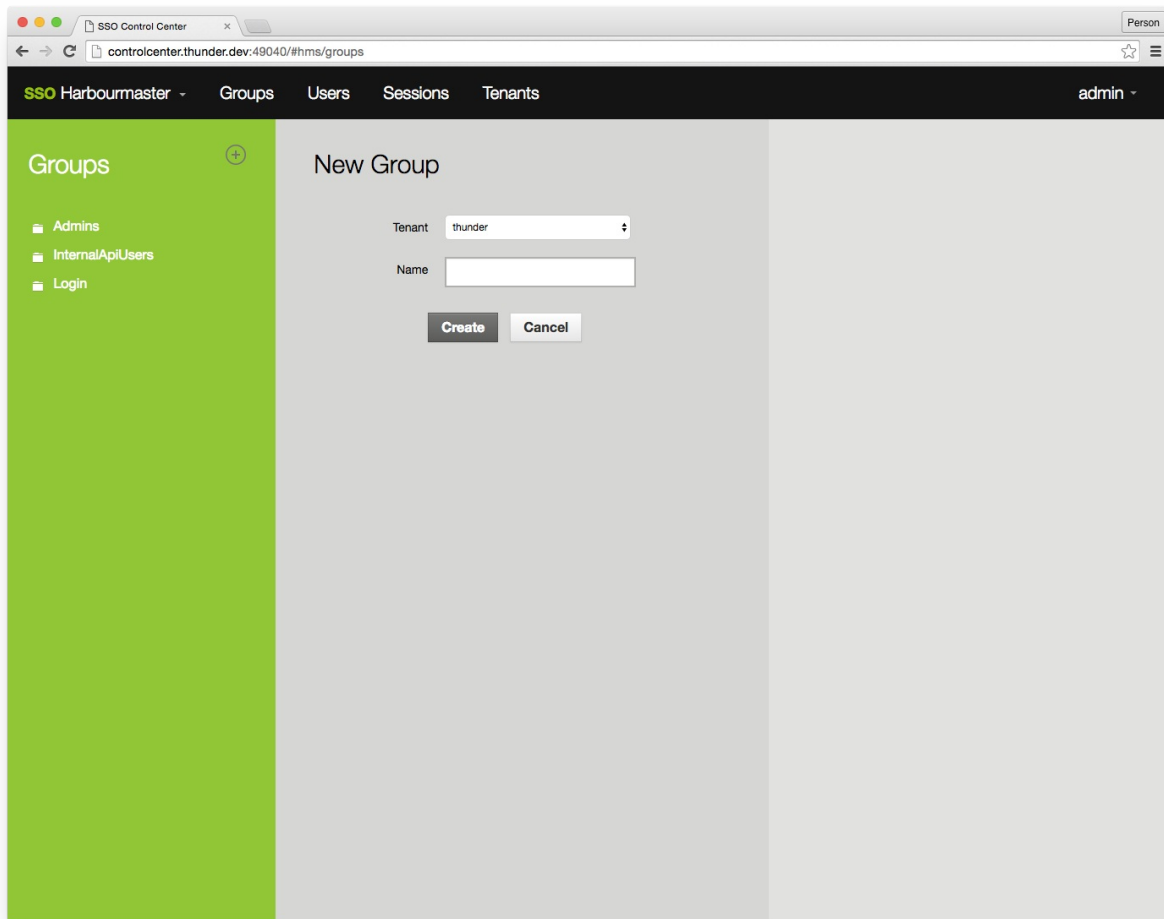 SSO Control Center
Person
controlcenter.thunder.dev:49040/#hms/groups
SSO Harbourmaster Groups Users Sessions Tenants admin
Groups
New Group
Admins
InternalApiUsers
Login
Tenant thunder
Name
Create Cancel